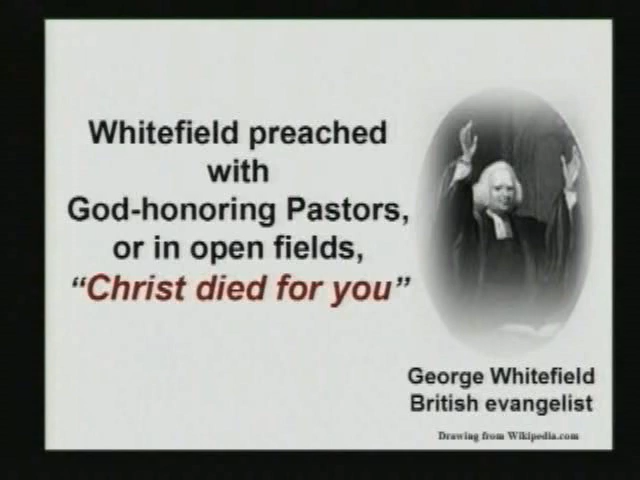 Whitefield preached
with
God-honoring Pastors,
or in open fields,
“Christ died for you”
George Whitefield
British evangelist
Drawing from Wikipedia.com